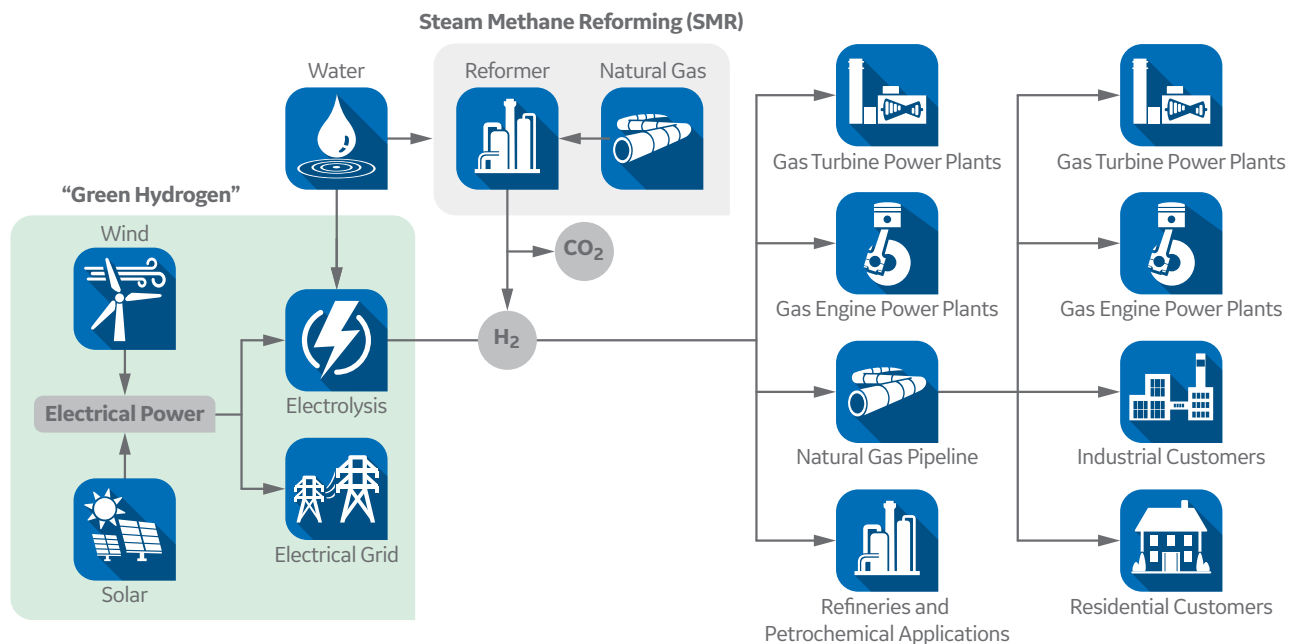 Steam Methane Reforming (SMR)
Water
Reformer
Natural Gas
Gas Turbine Power Plants
Gas Turbine Power Plants
“Green Hydrogen”
Wind
CO2
Gas Engine Power Plants
Gas Engine Power Plants
H2
Electrolysis
Electrical Power
Natural Gas Pipeline
Industrial Customers
Electrical Grid
Solar
Refineries and
Petrochemical Applications
Residential Customers